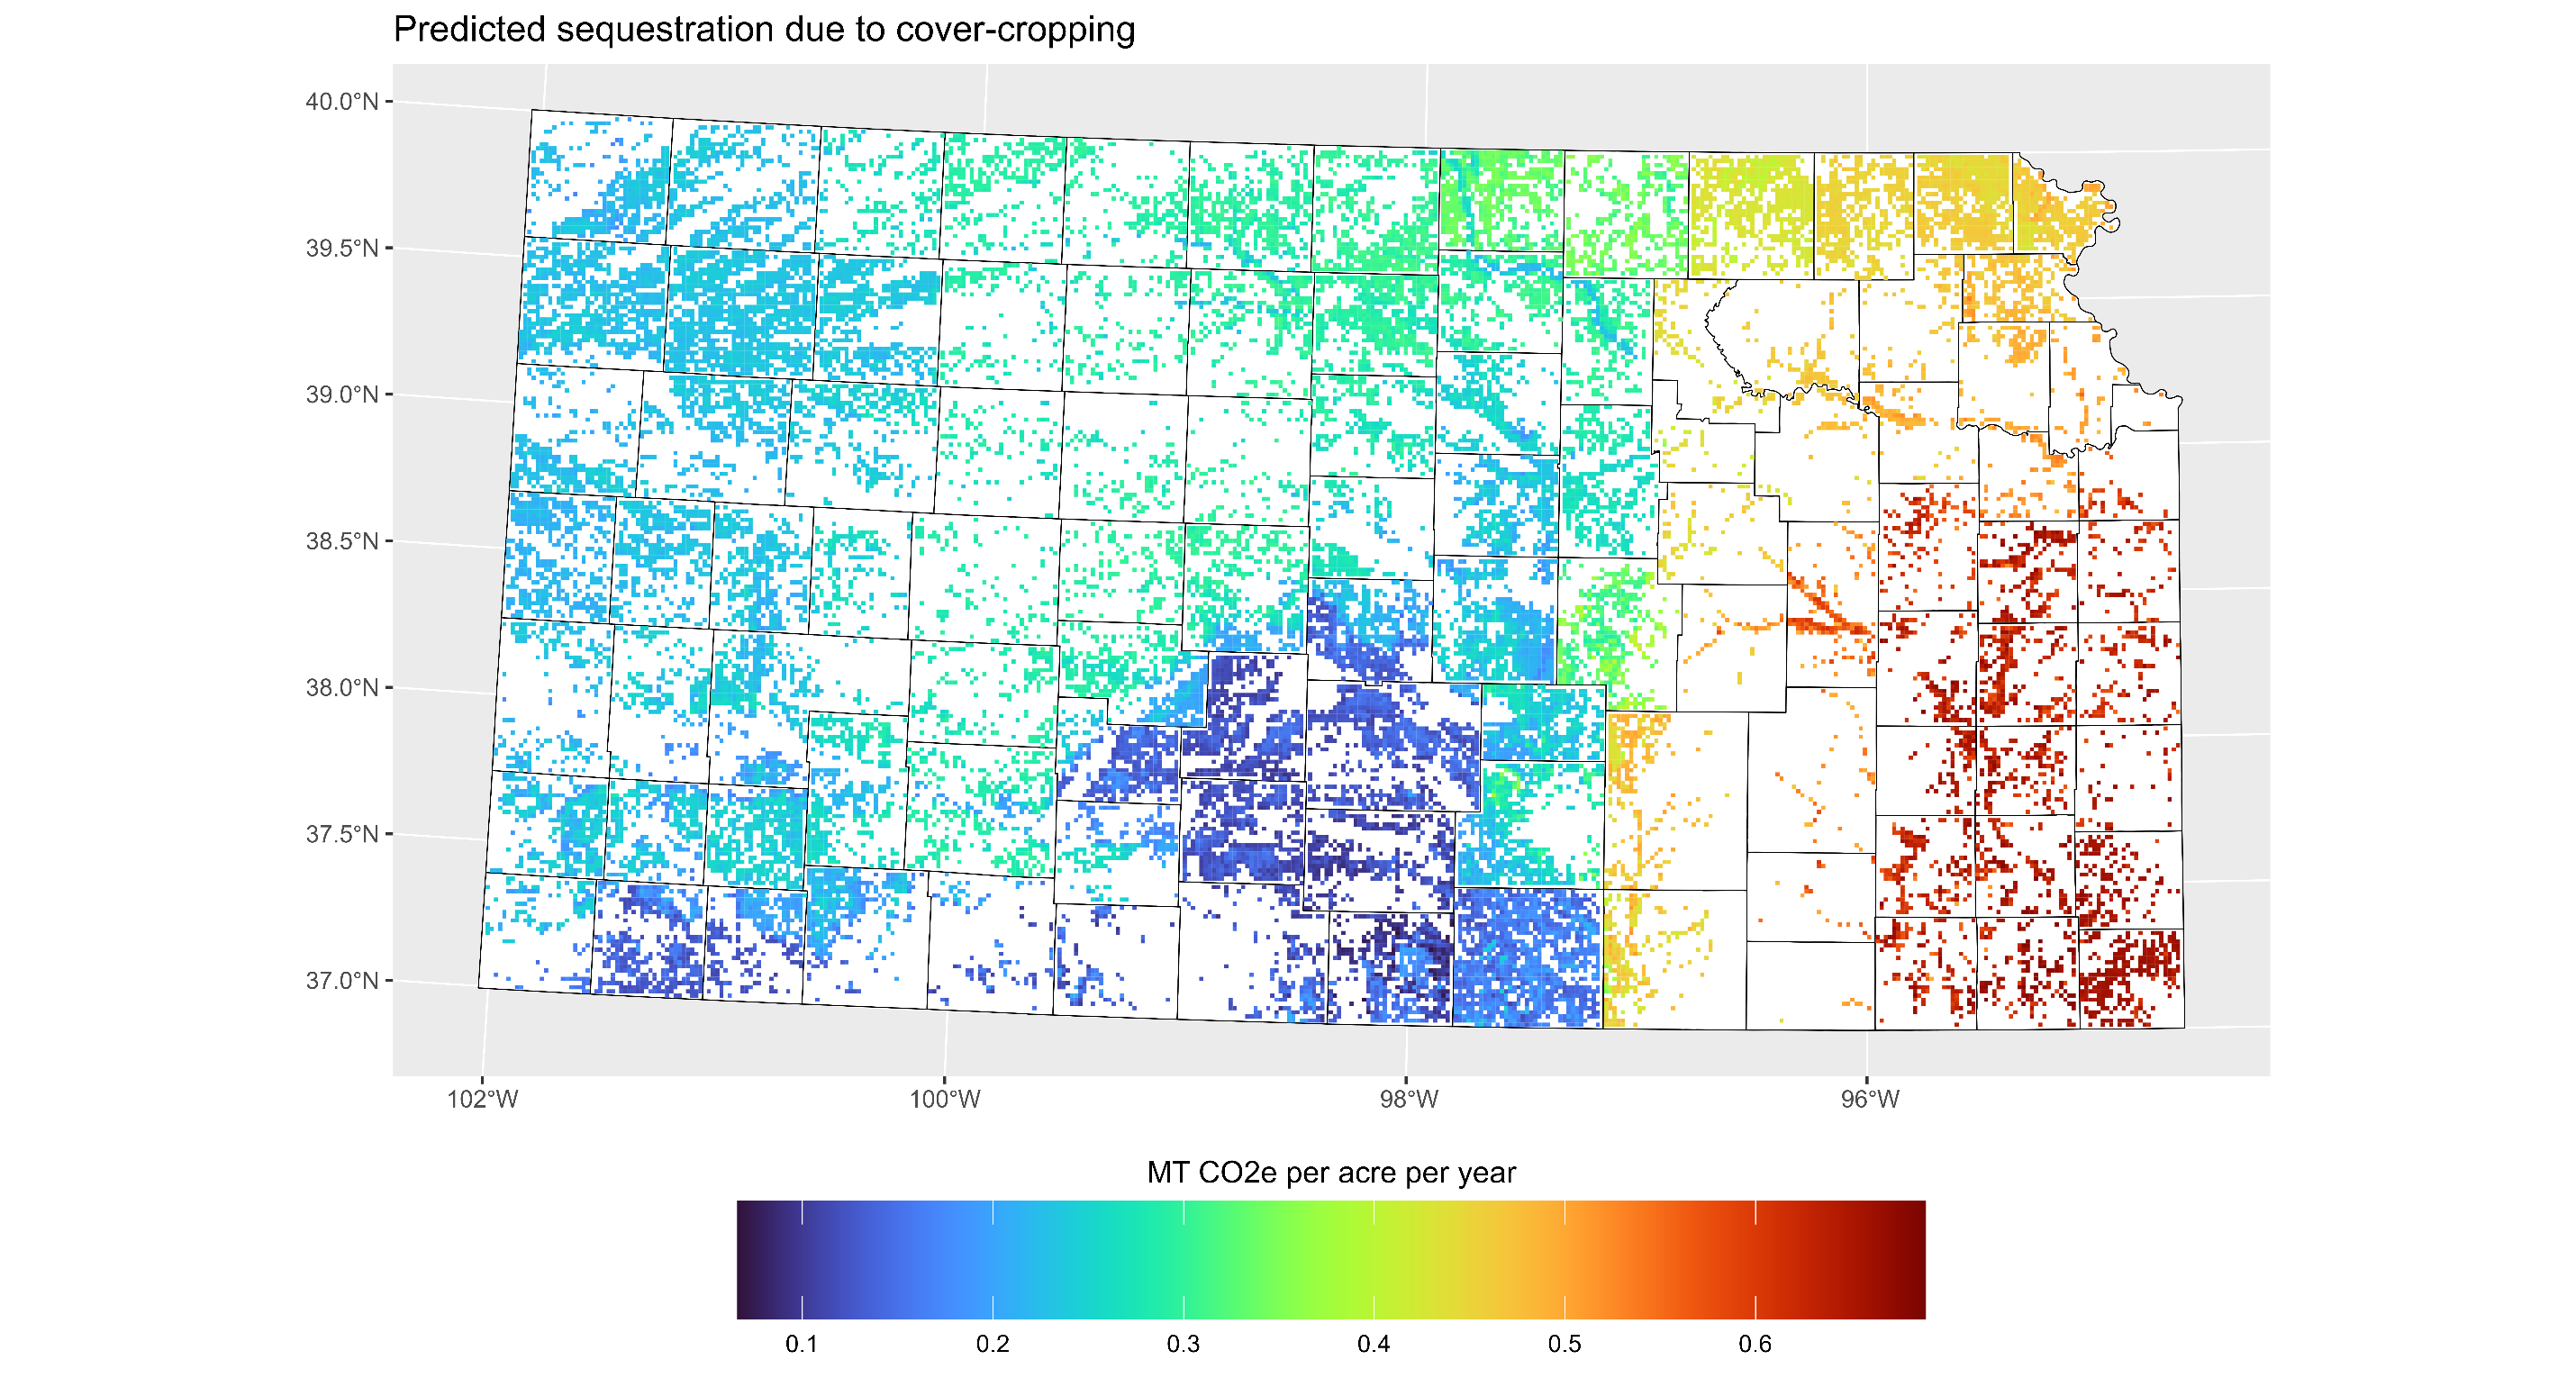 Predicted sequestration due to cover-cropping
40.0°N
39.5°N
39.0°N
38.5°N
38.0°N
37.5°N
37.0°N
102°W 100°W 98°W 96°W
MT CO2e per acre per year
0.1 0.2 0.3 0.4 0.5 0.6